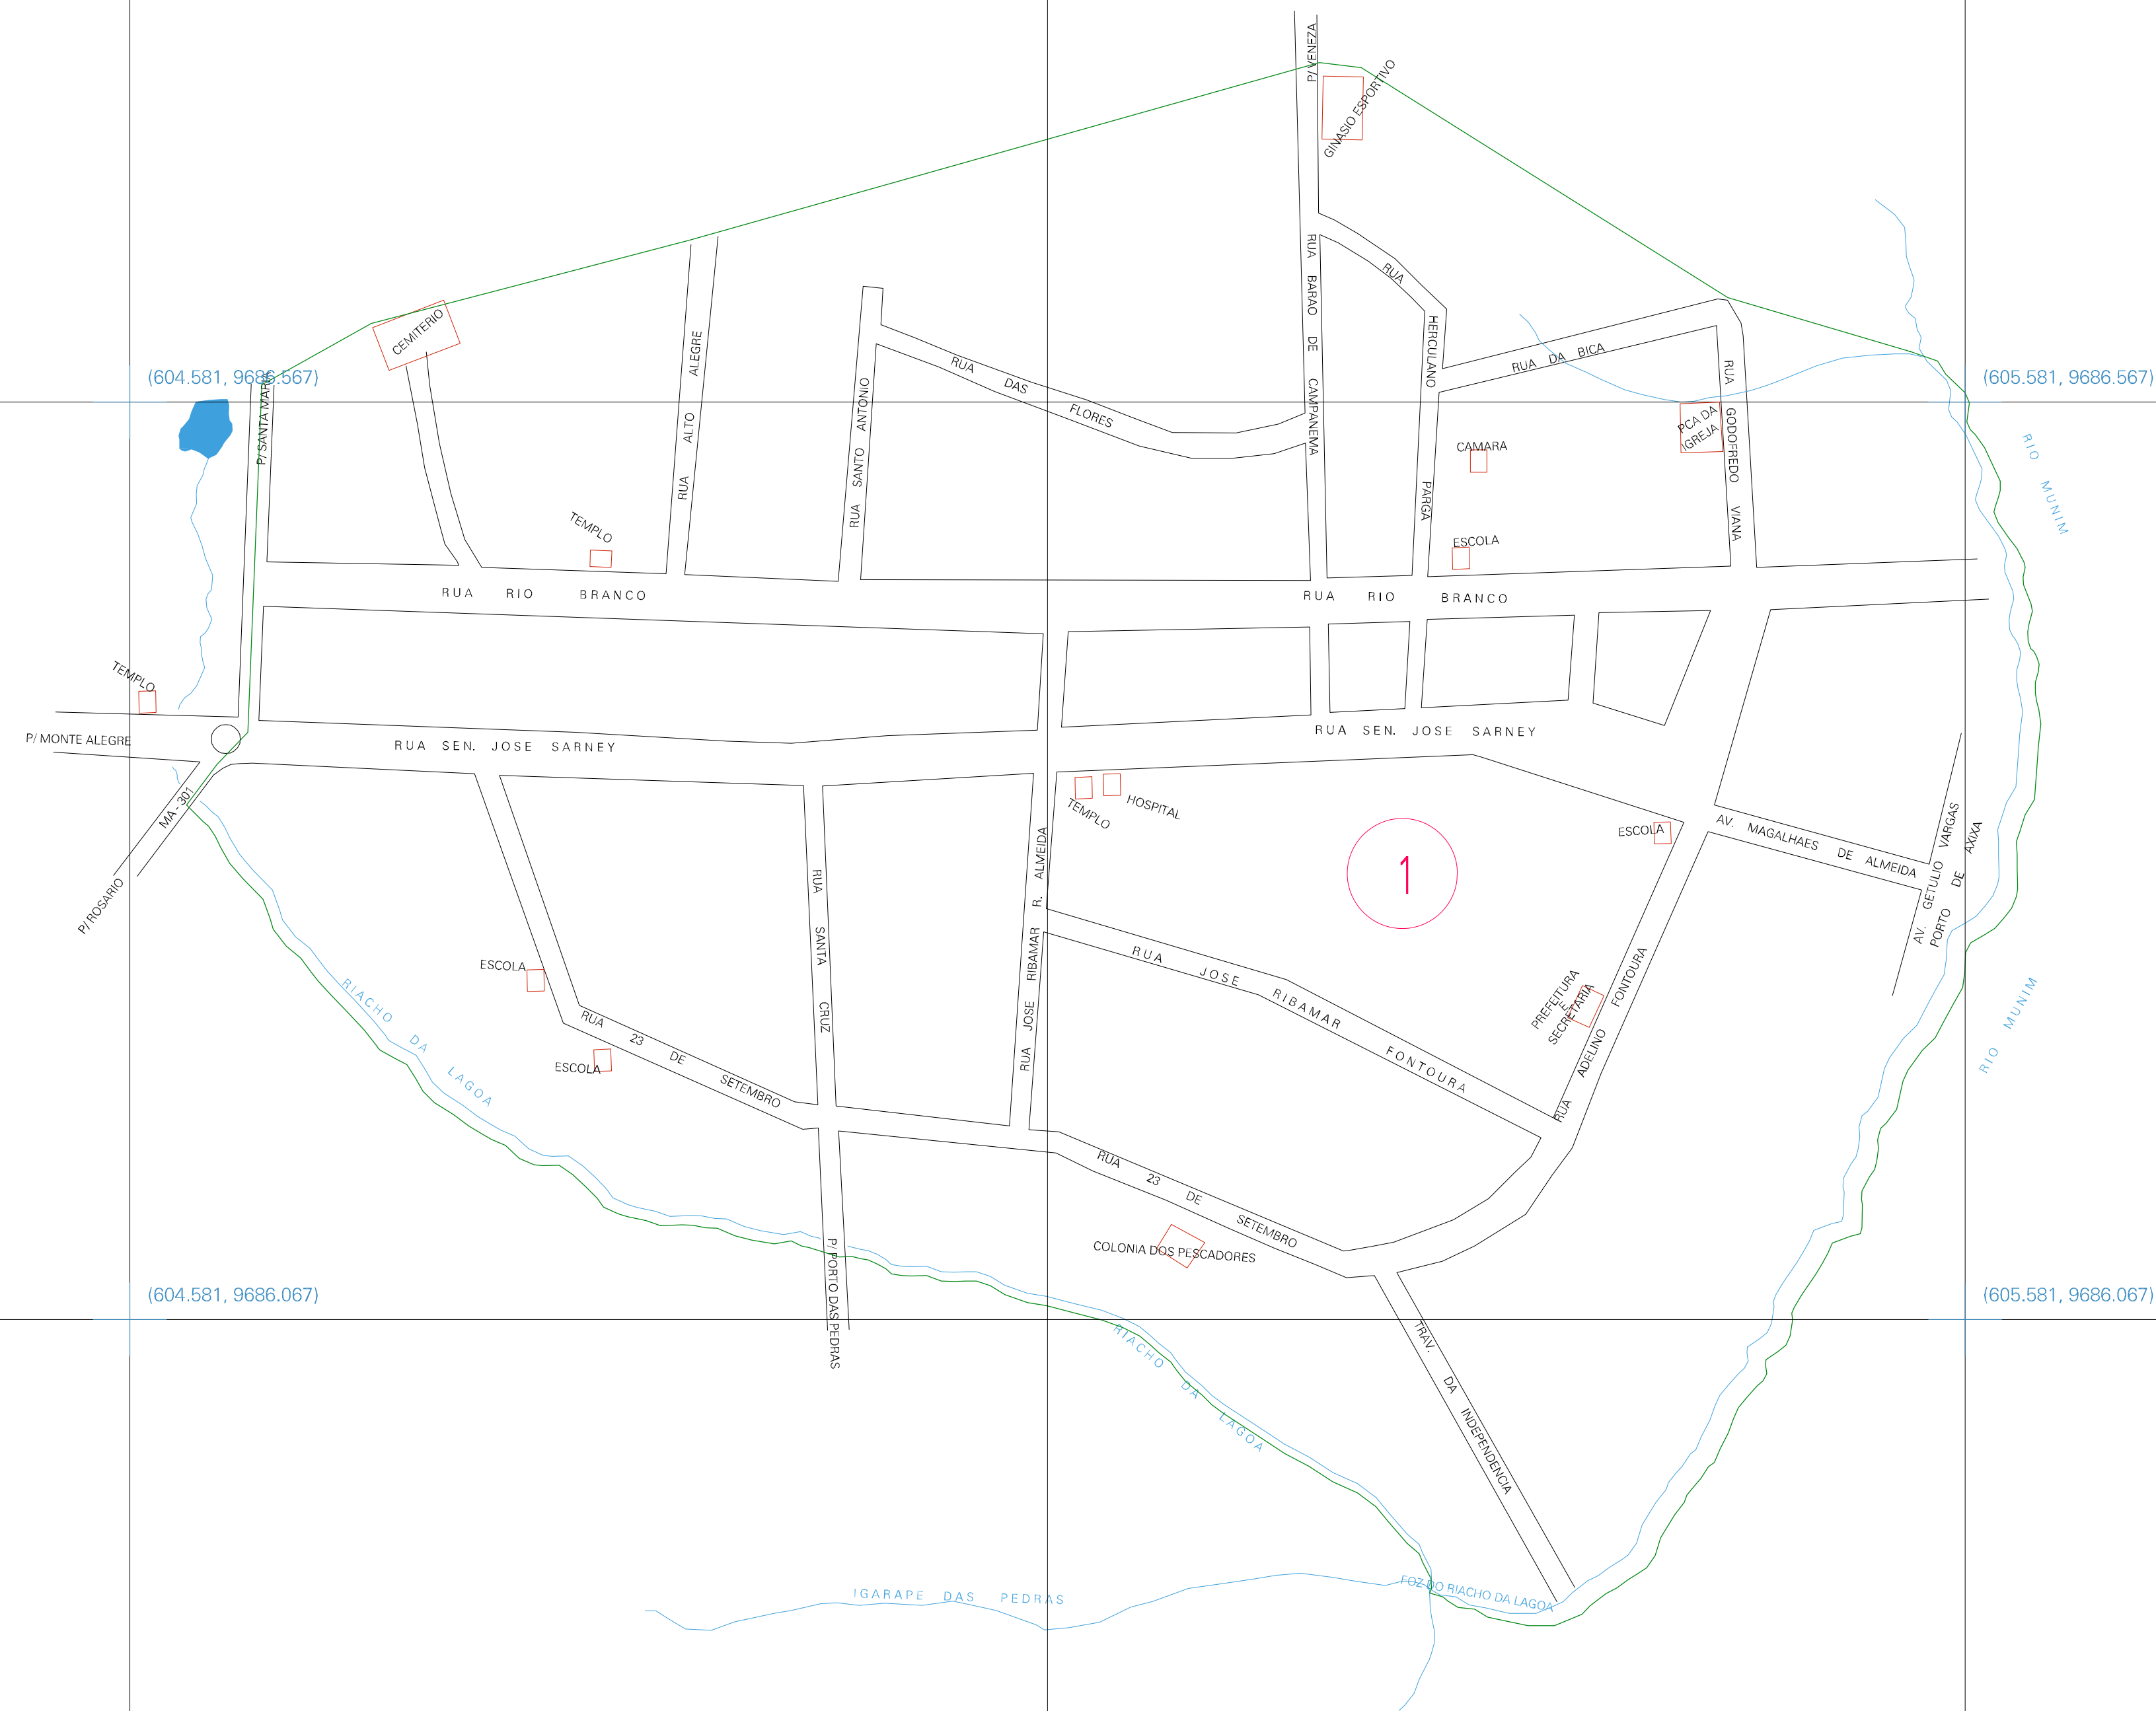 P/ VENEZA
GINASIO ESPORTIVO
RUA BARAO DE CAMPANEMA
RUA HERCULANO PARGA
CEMITERIO
RUA ALTO ALEGRE
RUA SANTO ANTONIO
RUA DAS FLORES
RUA DA BICA
RUA GODOFREDO VIANA
(604.581, 9686.567)
(605.581, 9686.567)
P/ SANTA MARIA
PCA DA
IGREJA
CAMARA
RIO MUNIM
TEMPLO
ESCOLA
RUA RIO BRANCO
RUA RIO BRANCO
TEMPLO
P/ MONTE ALEGRE
RUA SEN. JOSE SARNEY
RUA SEN. JOSE SARNEY
MA - 301
P/ ROSARIO
TEMPLO
HOSPITAL
ESCOLA
AV. MAGALHAES DE ALMEIDA
AV. GETULIO VARGAS
PORTO DE AXIXA
1
RUA SANTA CRUZ
RUA JOSE RIBAMAR R. ALMEIDA
RUA JOSE RIBAMAR FONTOURA
PREFEITURA
E
SECRETARIA
RUA ADELINO FONTOURA
ESCOLA
RIACHO DA LAGOA
RUA 23 DE SETEMBRO
ESCOLA
RIO MUNIM
RUA 23 DE SETEMBRO
COLONIA DOS PESCADORES
P/ PORTO DAS PEDRAS
(604.581, 9686.067)
(605.581, 9686.067)
RIACHO DA LAGOA
TRAV. DA INDEPENDENCIA
IGARAPE DAS PEDRAS
FOZ DO RIACHO DA LAGOA